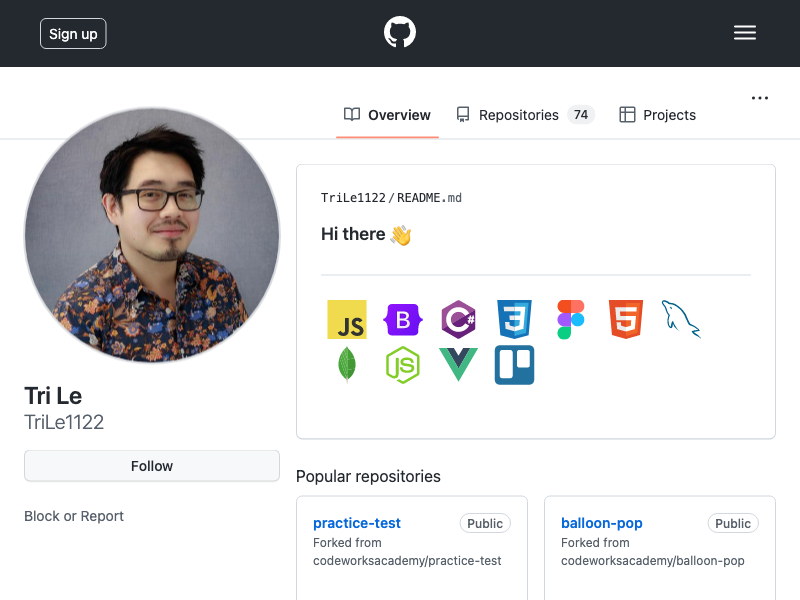 Sign up
Overview
Repositories 74
Projects
TriLe1122/README.md
Hi there 👋
JS
B
C#
3
5
JS
Tri Le
TriLe1122
Follow
Block or Report
Popular repositories
practice-test Public
Forked from
codeworksacademy/practice-test
balloon-pop Public
Forked from
codeworksacademy/balloon-pop